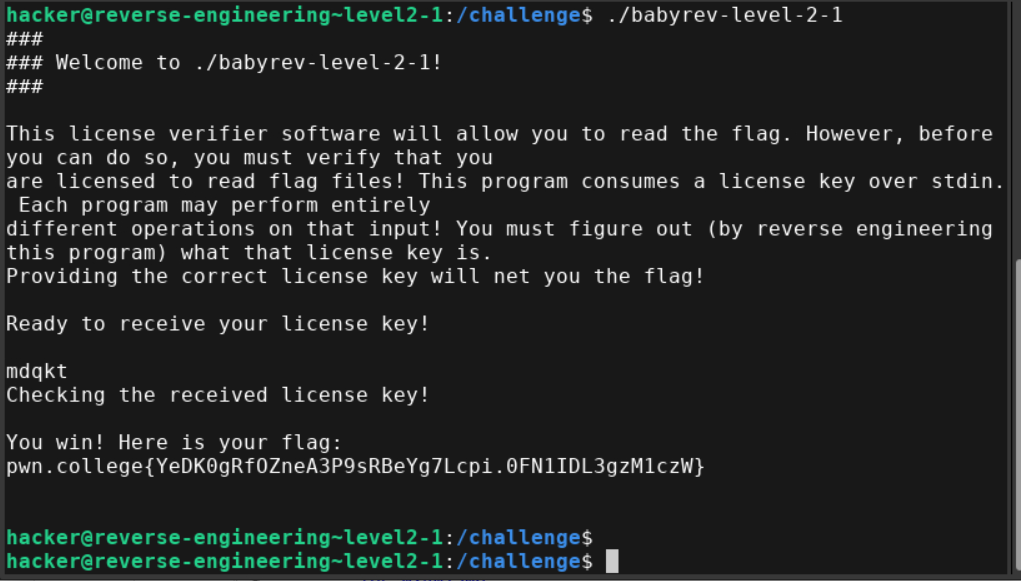 hacker@reverse-engineering~level2-1:/challenge$ ./babyrev-level-2-1
###
### Welcome to ./babyrev-level-2-1!
###
This license verifier software will allow you to read the flag. However, before
you can do so, you must verify that you
are licensed to read flag files! This program consumes a license key over stdin.
Each program may perform entirely
different operations on that input! You must figure out (by reverse engineering
this program) what that license key is.
Providing the correct license key will net you the flag!
Ready to receive your license key!
mdqkt
Checking the received license key!
You win! Here is your flag:
pwn.college{YeDK0gRfOZneA3P9sRBeYg7Lcpi.0FN1IDL3gzM1czW}
hacker@reverse-engineering~level2-1:/challenge$
hacker@reverse-engineering~level2-1:/challenge$